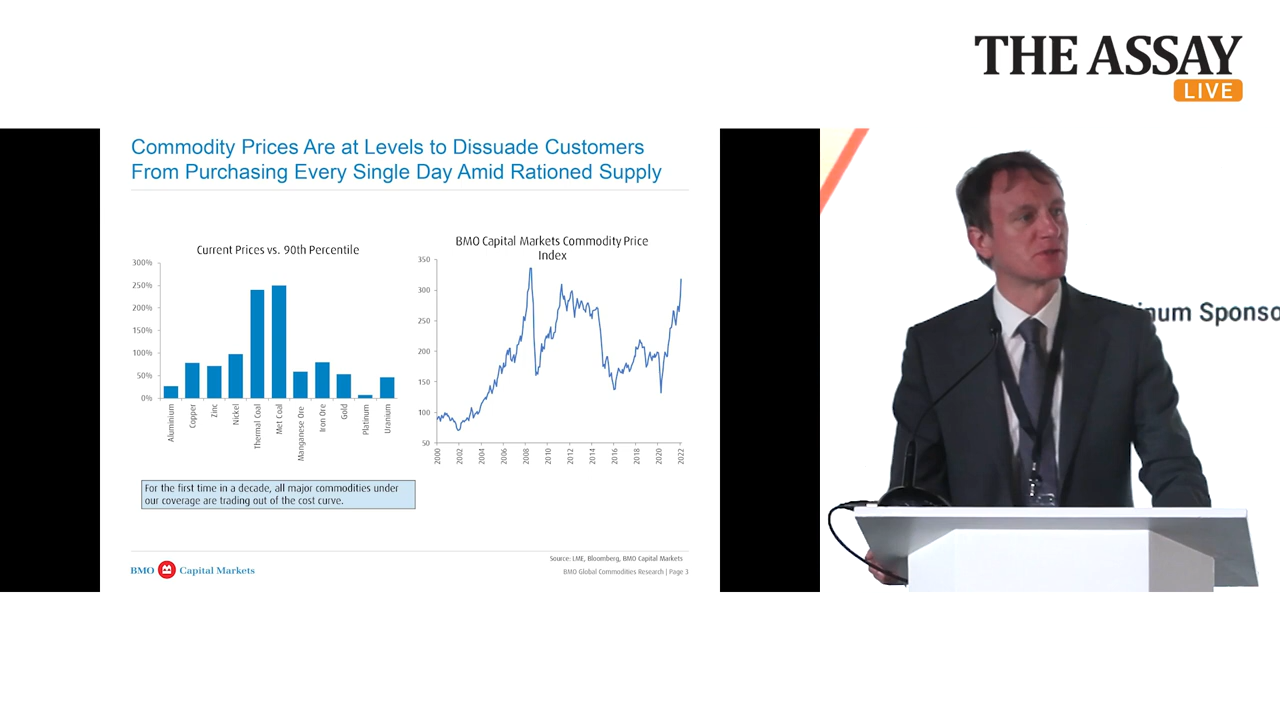 THE ASSAY
LIVE
Commodity Prices Are at Levels to Dissuade Customers
From Purchasing Every Single Day Amid Rationed Supply
Current Prices vs. 90th Percentile
300%
250%
200%
150%
100%
50%
0%
Aluminium
Copper
Zinc
Nickel
Thermal Coal
Met Coal
Manganese Ore
Iron Ore
Gold
Platinum
Uranium
BMO Capital Markets Commodity Price
Index
350
300
250
200
150
100
50
2000
2002
2004
2006
2008
2010
2012
2014
2016
2018
2020
2022
For the first time in a decade, all major commodities under
our coverage are trading out of the cost curve.
Source: LME, Bloomberg, BMO Capital Markets
BMO Capital Markets
BMO Global Commodities Research | Page 3
tinum Sponso